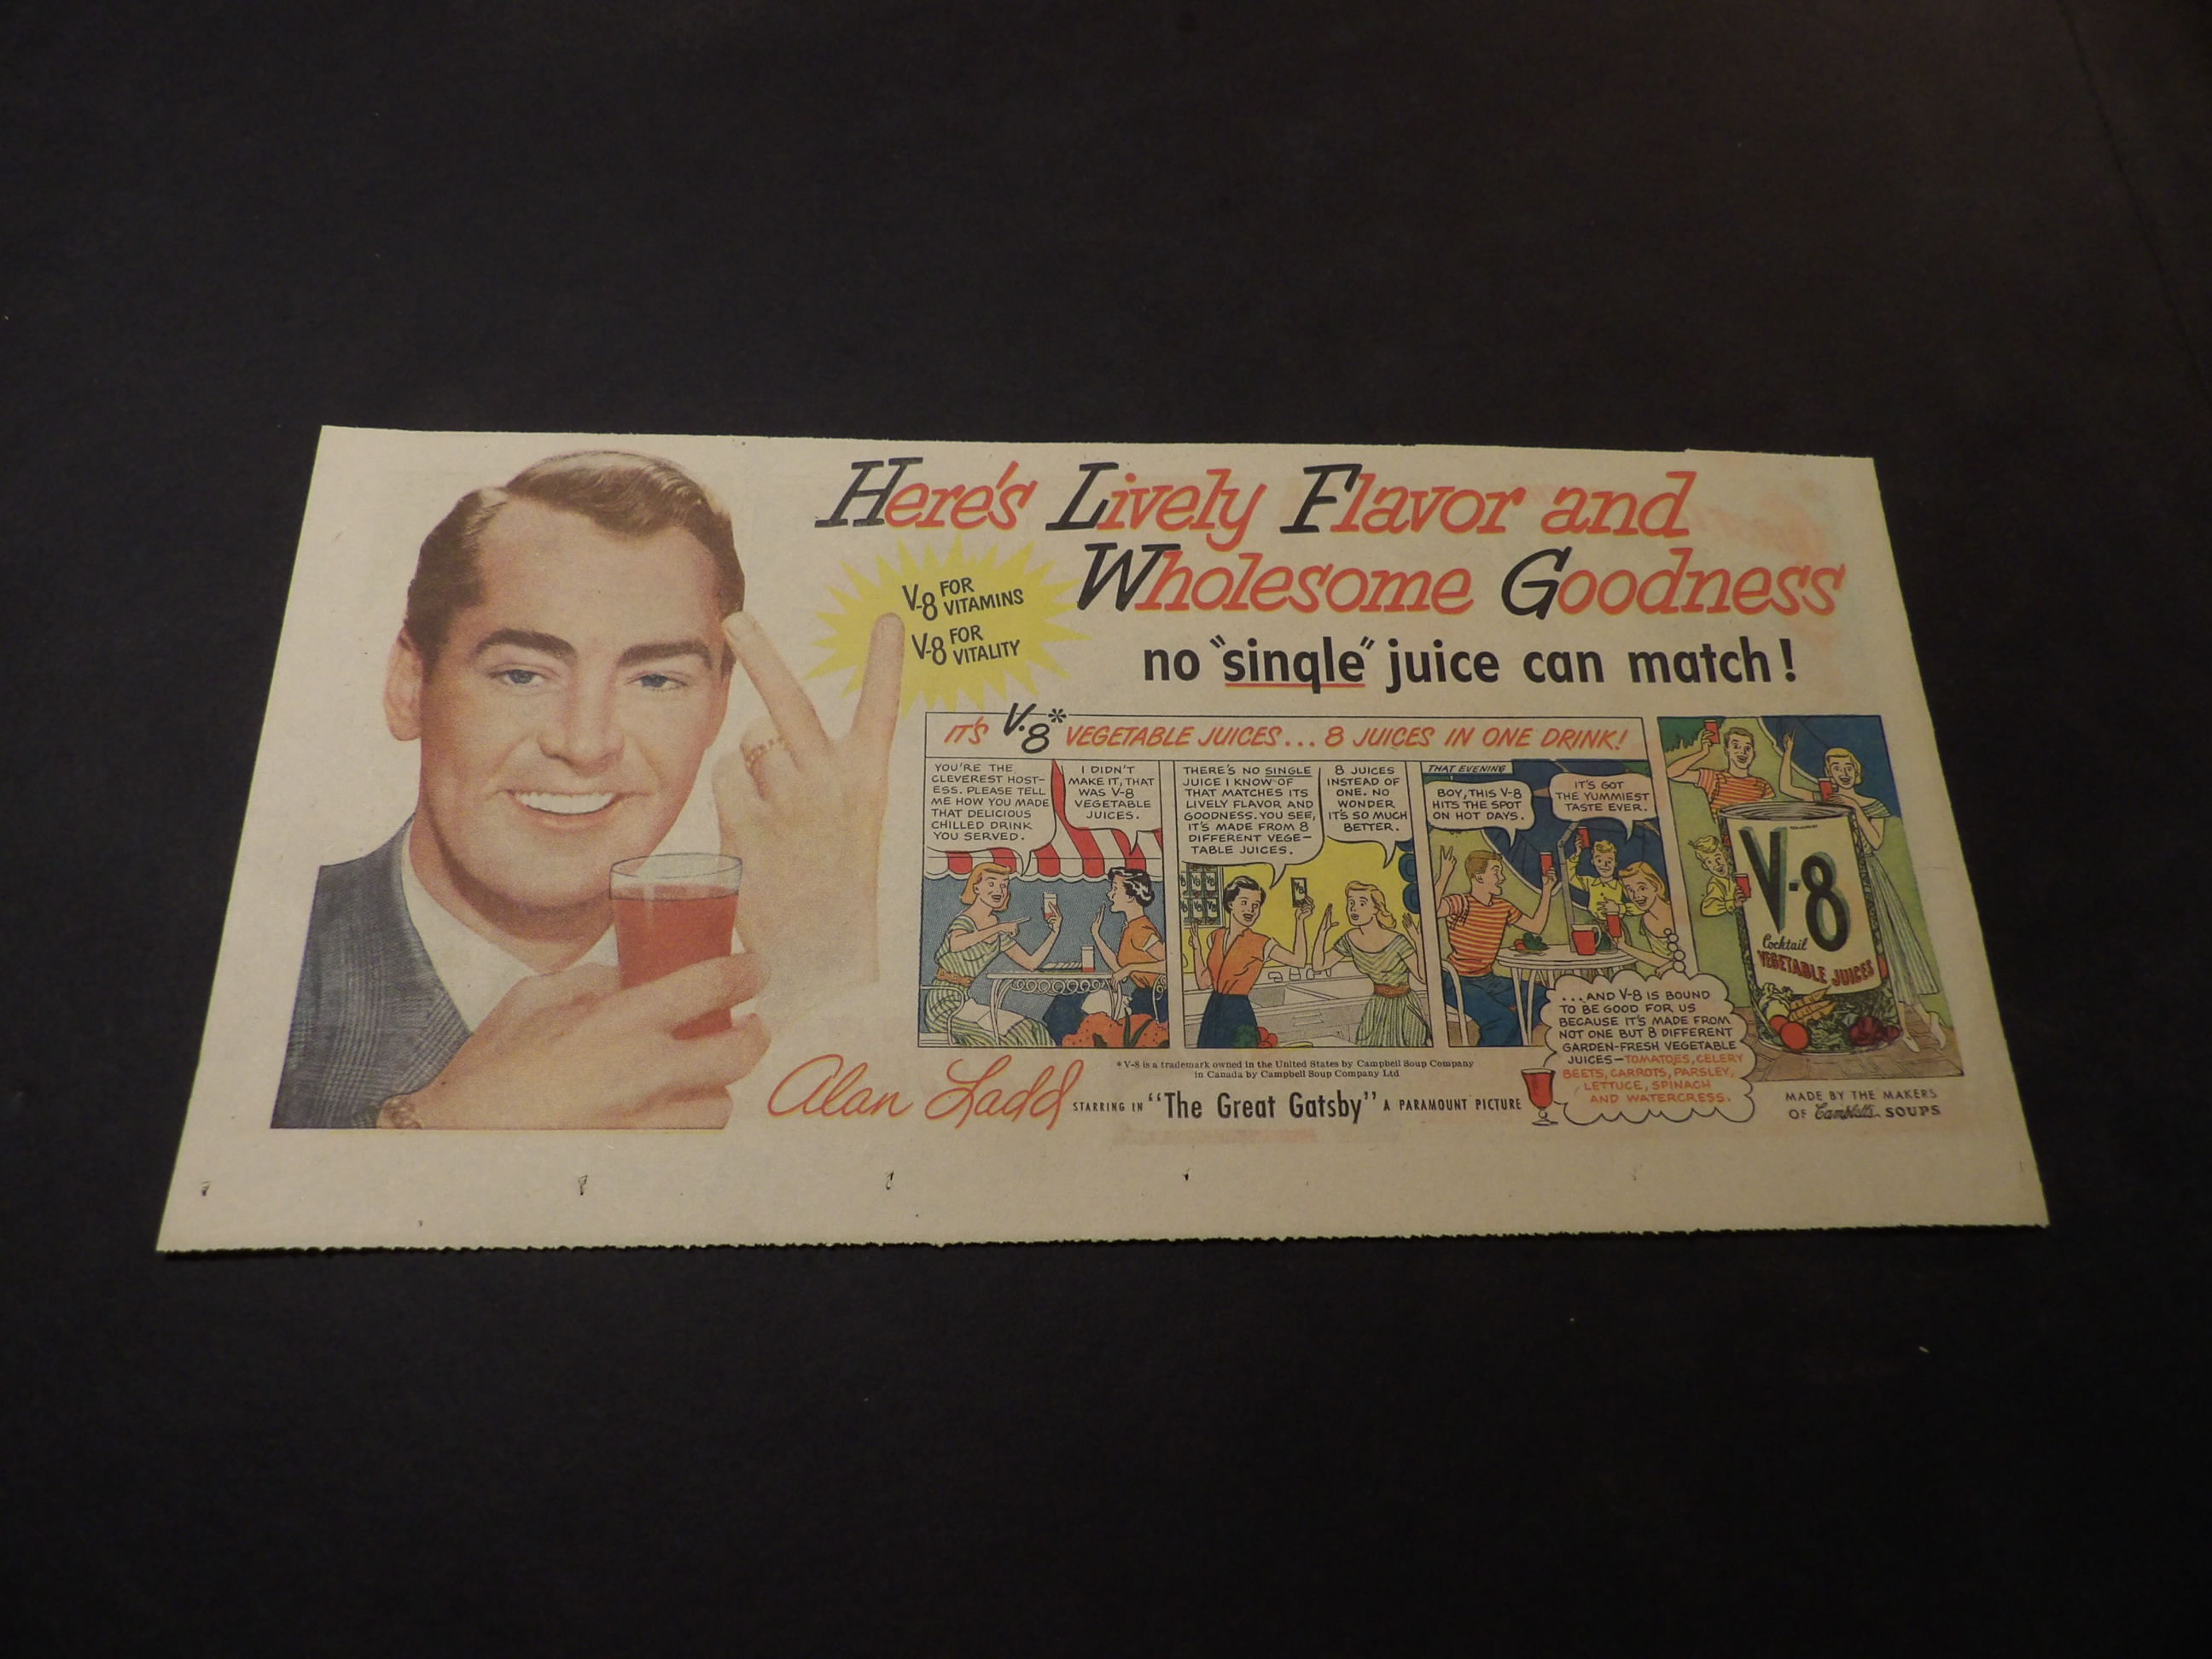 Here's Lively Flavor and
Wholesome Goodness
no "single" juice can match!
V-8 FOR VITAMINS
V-8 FOR VITALITY
IT'S V-8* VEGETABLE JUICES... 8 JUICES IN ONE DRINK!
YOU'RE THE
CLEVEREST HOST-
ESS. PLEASE TELL
ME HOW YOU MADE
THAT DELICIOUS
CHILLED DRINK
YOU SERVED.
I DIDN'T
MAKE IT, THAT
WAS V-8
VEGETABLE
JUICES.
THERE'S NO SINGLE
JUICE I KNOW OF
THAT MATCHES ITS
LIVELY FLAVOR AND
GOODNESS. YOU SEE,
IT'S MADE FROM 8
DIFFERENT VEGE-
TABLE JUICES.
8 JUICES
INSTEAD OF
ONE. NO
WONDER
IT'S SO MUCH
BETTER.
THAT EVENING
BOY, THIS V-8
HITS THE SPOT
ON HOT DAYS.
IT'S GOT
THE YUMMIEST
TASTE EVER.
...AND V-8 IS BOUND
TO BE GOOD FOR US
BECAUSE IT'S MADE FROM
NOT ONE BUT 8 DIFFERENT
GARDEN-FRESH VEGETABLE
JUICES—TOMATOES, CELERY
BEETS, CARROTS, PARSLEY,
LETTUCE, SPINACH
AND WATERCRESS.
V-8
Cocktail
VEGETABLE JUICES
* V-8 is a trademark owned in the United States by Campbell Soup Company
in Canada by Campbell Soup Company Ltd
Alan Ladd STARRING IN "The Great Gatsby" A PARAMOUNT PICTURE
MADE BY THE MAKERS
OF Campbell's SOUPS